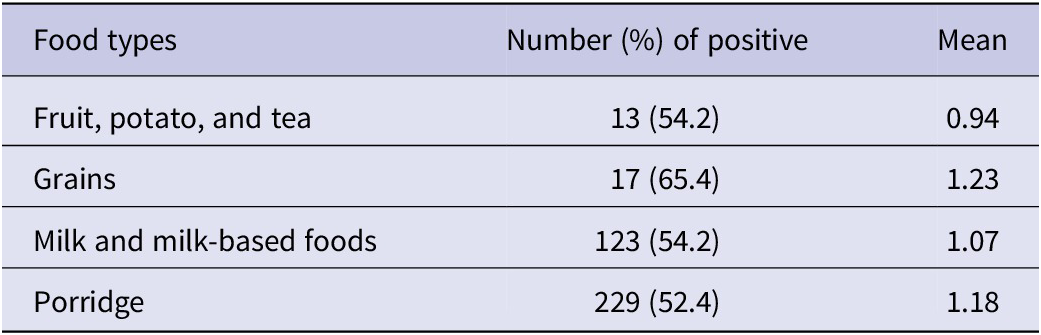 Food types Number (%) of positive Mean
Fruit, potato, and tea 13 (54.2) 0.94
Grains 17 (65.4) 1.23
Milk and milk-based foods 123 (54.2) 1.07
Porridge 229 (52.4) 1.18